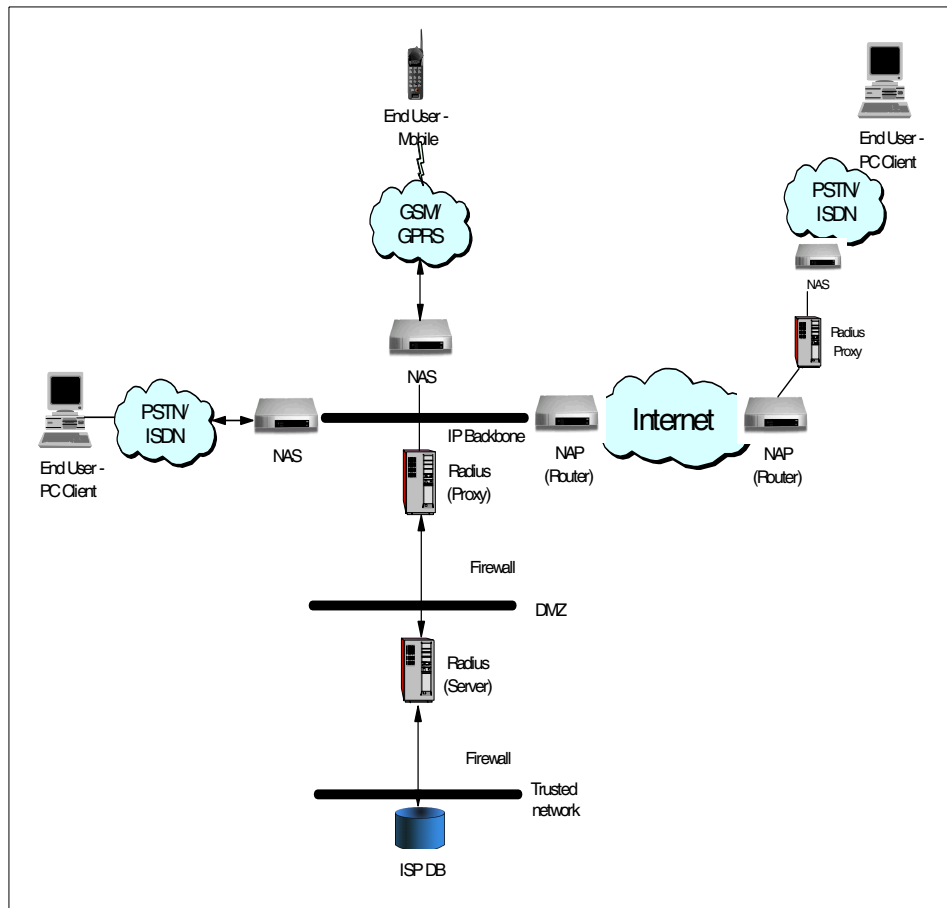 End User -
Mobile
End User -
PC Client
GSM/
GPRS
PSTN/
ISDN
NAS
Radius
Proxy
NAS
End User -
PC Client
PSTN/
ISDN
NAS
IP Backbone
NAP
(Router)
Internet
NAP
(Router)
Radius
(Proxy)
Firewall
DMZ
Radius
(Server)
Firewall
Trusted
network
ISP DB